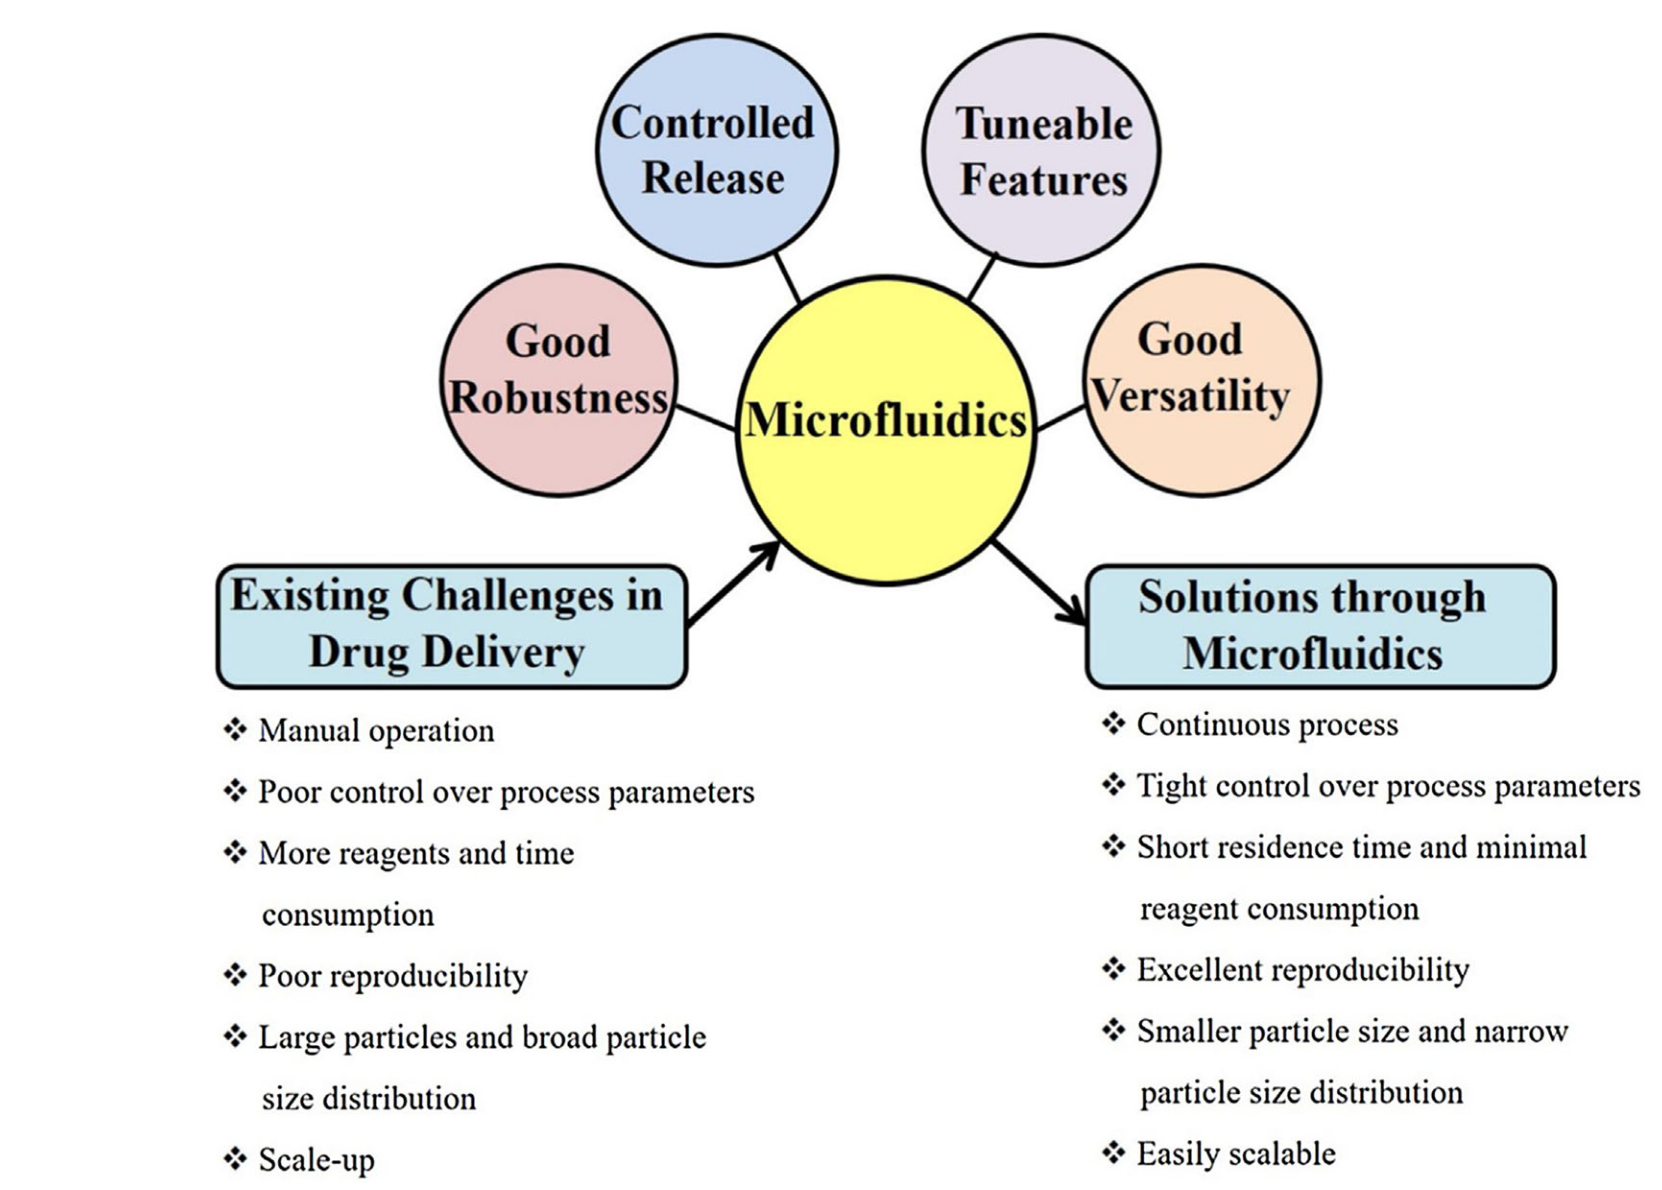 Controlled
Release
Tuneable
Features
Good
Robustness
Microfluidics
Good
Versatility
Existing Challenges in
Drug Delivery
❖ Manual operation
❖ Poor control over process parameters
❖ More reagents and time
consumption
❖ Poor reproducibility
❖ Large particles and broad particle
size distribution
❖ Scale-up
Solutions through
Microfluidics
❖ Continuous process
❖ Tight control over process parameters
❖ Short residence time and minimal
reagent consumption
❖ Excellent reproducibility
❖ Smaller particle size and narrow
particle size distribution
❖ Easily scalable